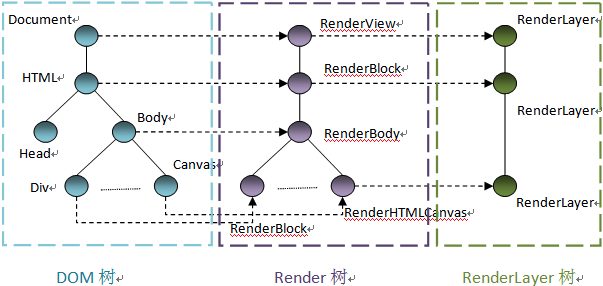 Document
RenderView
RenderLayer
HTML
RenderBlock
RenderLayer
Body
RenderBody
Head
Canvas
Div
RenderHTMLCanvas
RenderLayer
RenderBlock
DOM 树
Render 树
RenderLayer 树